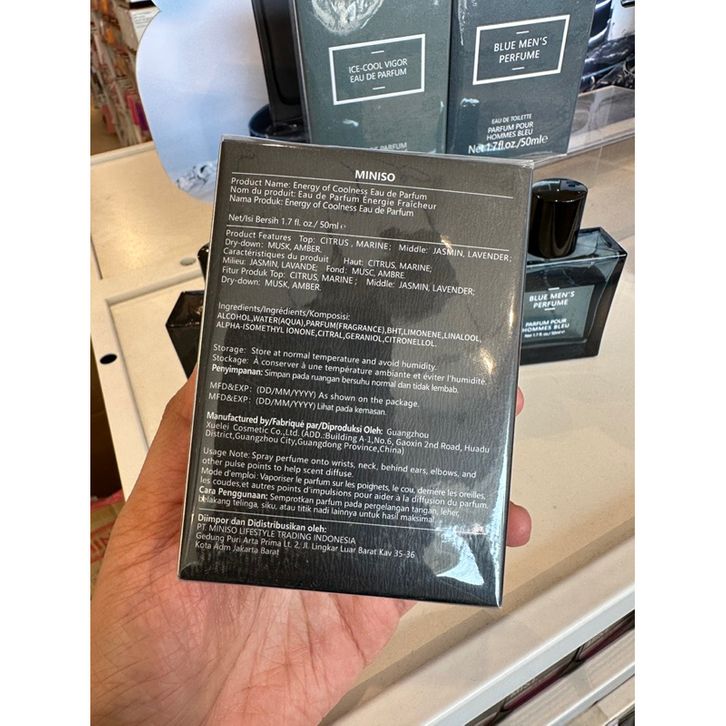 ICE-COOL VIGOR
EAU DE PARFUM
BLUE MEN'S
PERFUME
EAU DE TOILETTE
PARFUM POUR
HOMMES BLEU
Net 1.7fl.oz./50ml e
MINISO
Product Name: Energy of Coolness Eau de Parfum
Nom du produit: Eau de Parfum Énergie Fraîcheur
Nama Produk: Energy of Coolness Eau de Parfum
Net/Isi Bersih 1.7 fl. oz./ 50ml e
Product Features Top: CITRUS , MARINE; Middle: JASMIN, LAVENDER;
Dry-down: MUSK, AMBER.
Caractéristiques du produit Haut: CITRUS, MARINE;
Milieu: JASMIN, LAVANDE; Fond: MUSC, AMBRE
Fitur Produk Top: CITRUS, MARINE ; Middle: JASMIN, LAVENDER;
Dry-down: MUSK, AMBER.
Ingredients/Ingrédients/Komposisi:
ALCOHOL,WATER(AQUA),PARFUM(FRAGRANCE),BHT,LIMONENE,LINALOOL,
ALPHA-ISOMETHYL IONONE,CITRAL,GERANIOL,CITRONELLOL.
Storage: Store at normal temperature and avoid humidity.
Stockage: À conserver à une température ambiante et éviter l'humidité.
Penyimpanan: Simpan pada ruangan bersuhu normal dan tidak lembab.
MFD&EXP: (DD/MM/YYYY) As shown on the package.
MFD&EXP: (DD/MM/YYYY) Lihat pada kemasan.
Manufactured by/Fabriqué par/Diproduksi Oleh: Guangzhou
Xuelei Cosmetic Co.,Ltd. (ADD.:Building A-1,No.6, Gaoxin 2nd Road, Huadu
District,Guangzhou City,Guangdong Province,China)
Usage Note: Spray perfume onto wrists, neck, behind ears, elbows, and
other pulse points to help scent diffuse.
Mode d'emploi: Vaporiser le parfum sur les poignets, le cou, derrière les oreilles,
les coudes,et autres points d'impulsions pour aider à la diffusion du parfum.
Cara Penggunaan: Semprotkan parfum pada pergelangan tangan, leher,
belakang telinga, siku, atau titik nadi lainnya untuk hasil maksimal.
Diimpor dan Didistribusikan oleh:
PT. MINISO LIFESTYLE TRADING INDONESIA
Gedung Puri Arta Prima Lt. 2, Jl. Lingkar Luar Barat Kav 35-36
Kota Adm Jakarta Barat
BLUE MEN'S
PERFUME
PARFUM POUR
HOMMES BLEU
Net 1.7fl.oz./50ml e